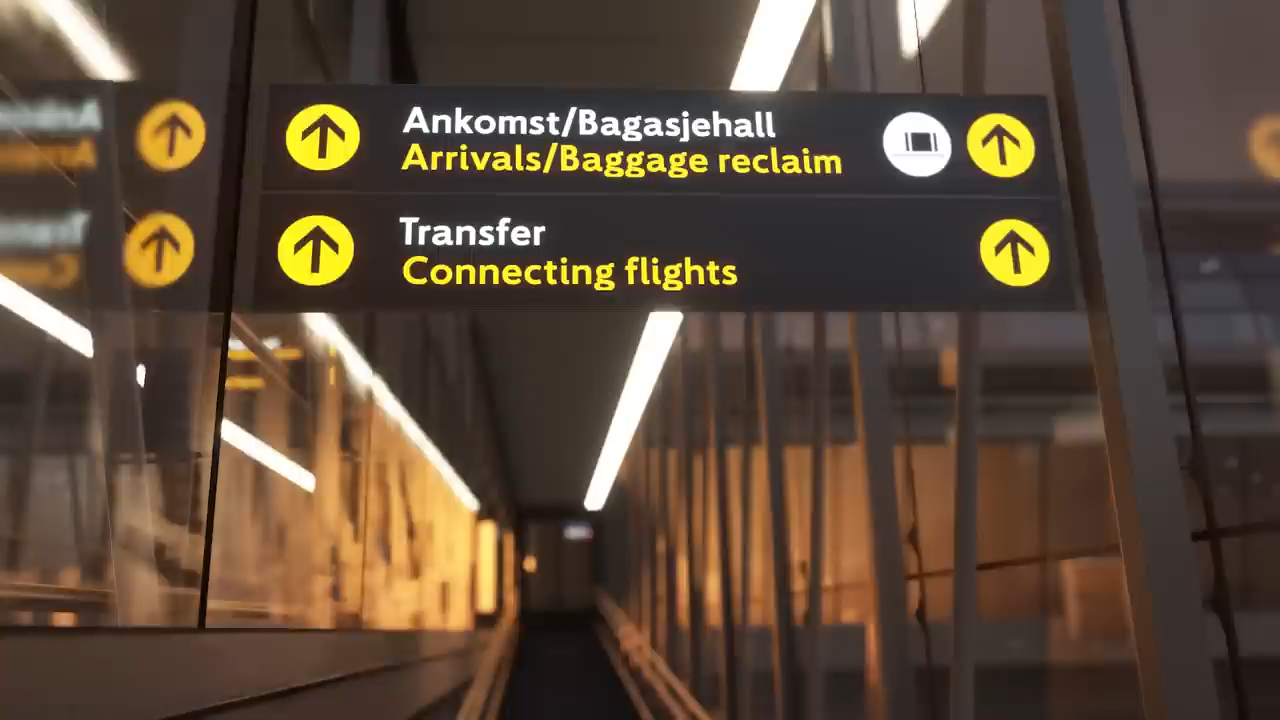 Ankomst/Bagasjehall
Arrivals/Baggage reclaim
Transfer
Connecting flights